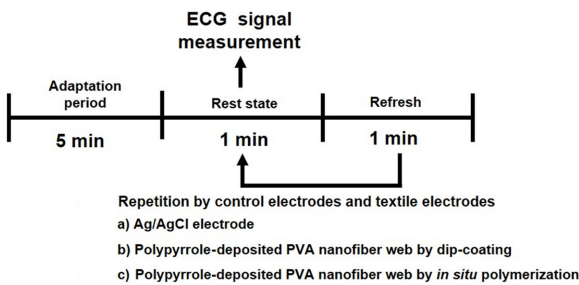 ECG signal
measurement
Adaptation
period
Rest state
Refresh
5 min
1 min
1 min
Repetition by control electrodes and textile electrodes
a) Ag/AgCl electrode
b) Polypyrrole-deposited PVA nanofiber web by dip-coating
c) Polypyrrole-deposited PVA nanofiber web by in situ polymerization